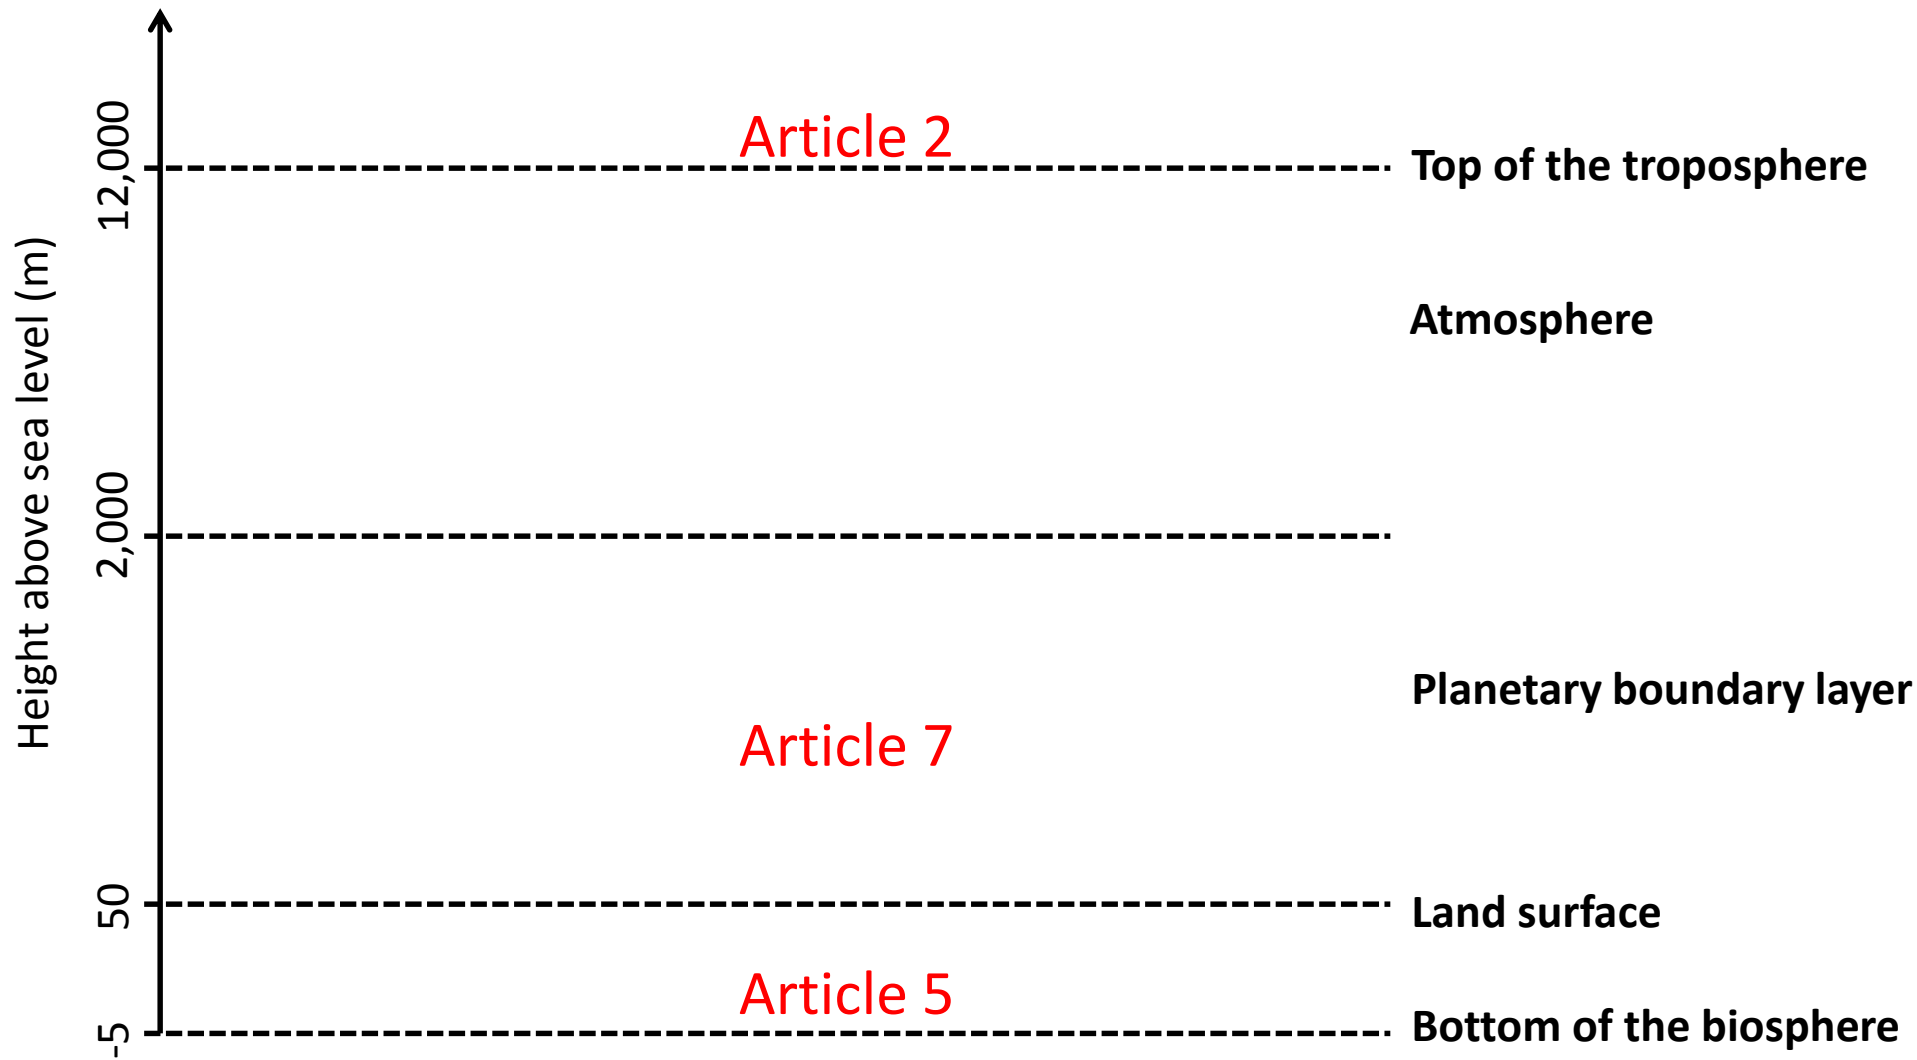 Height above sea level (m)
12,000
Article 2
Top of the troposphere
Atmosphere
2,000
Planetary boundary layer
Article 7
50
Land surface
Article 5
-5
Bottom of the biosphere